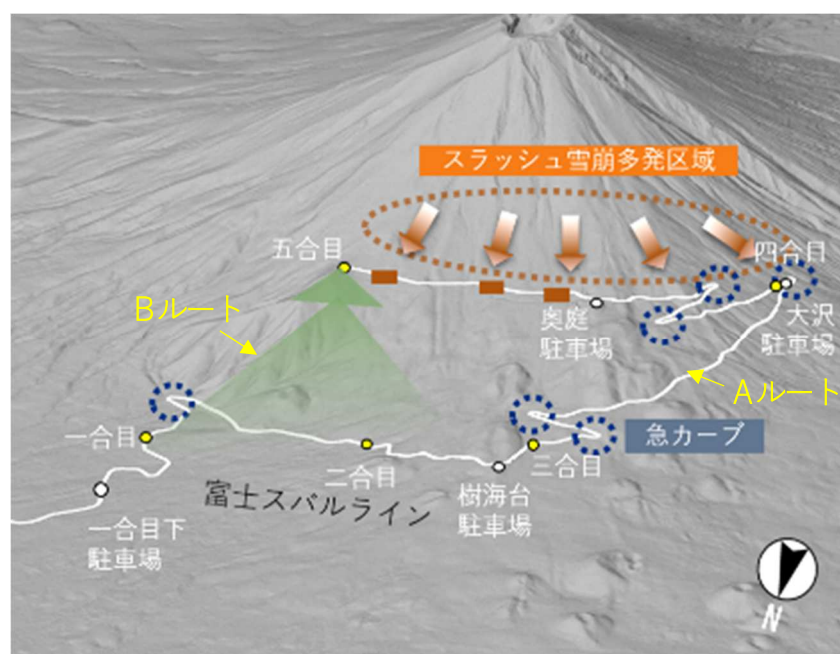 スラッシュ雪崩多発区域
五合目
四合目
Bルート
奥庭
駐車場
大沢
駐車場
Aルート
一合目
急カーブ
二合目
三合目
富士スバルライン
樹海台
駐車場
一合目下
駐車場
N